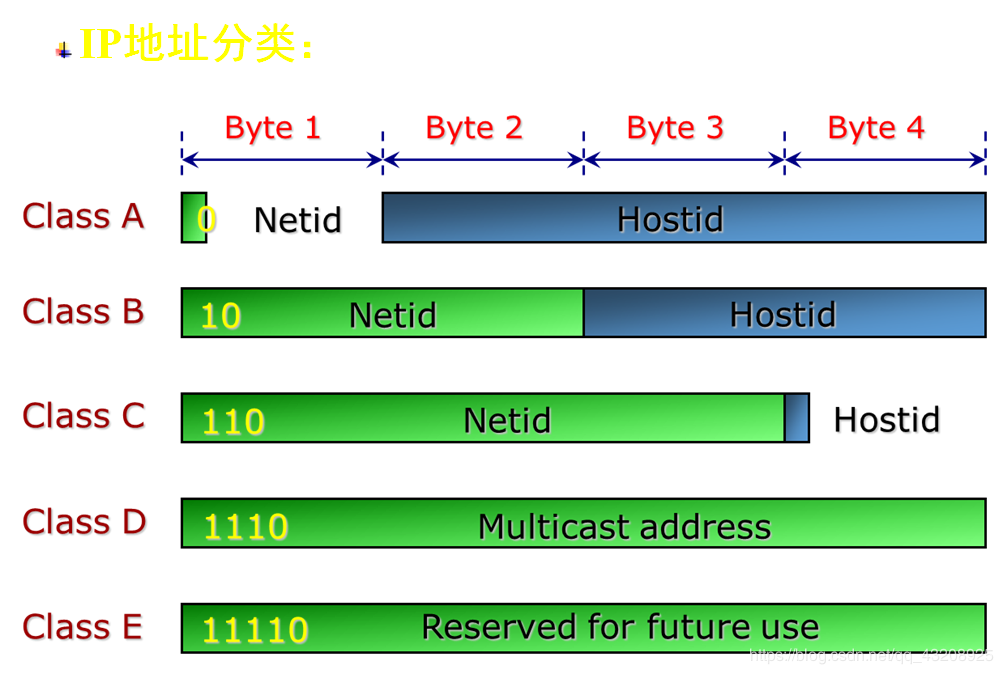 IP地址分类：
Byte 1 Byte 2 Byte 3 Byte 4
Class A 0 Netid Hostid
Class B 10 Netid Hostid
Class C 110 Netid Hostid
Class D 1110 Multicast address
Class E 11110 Reserved for future use